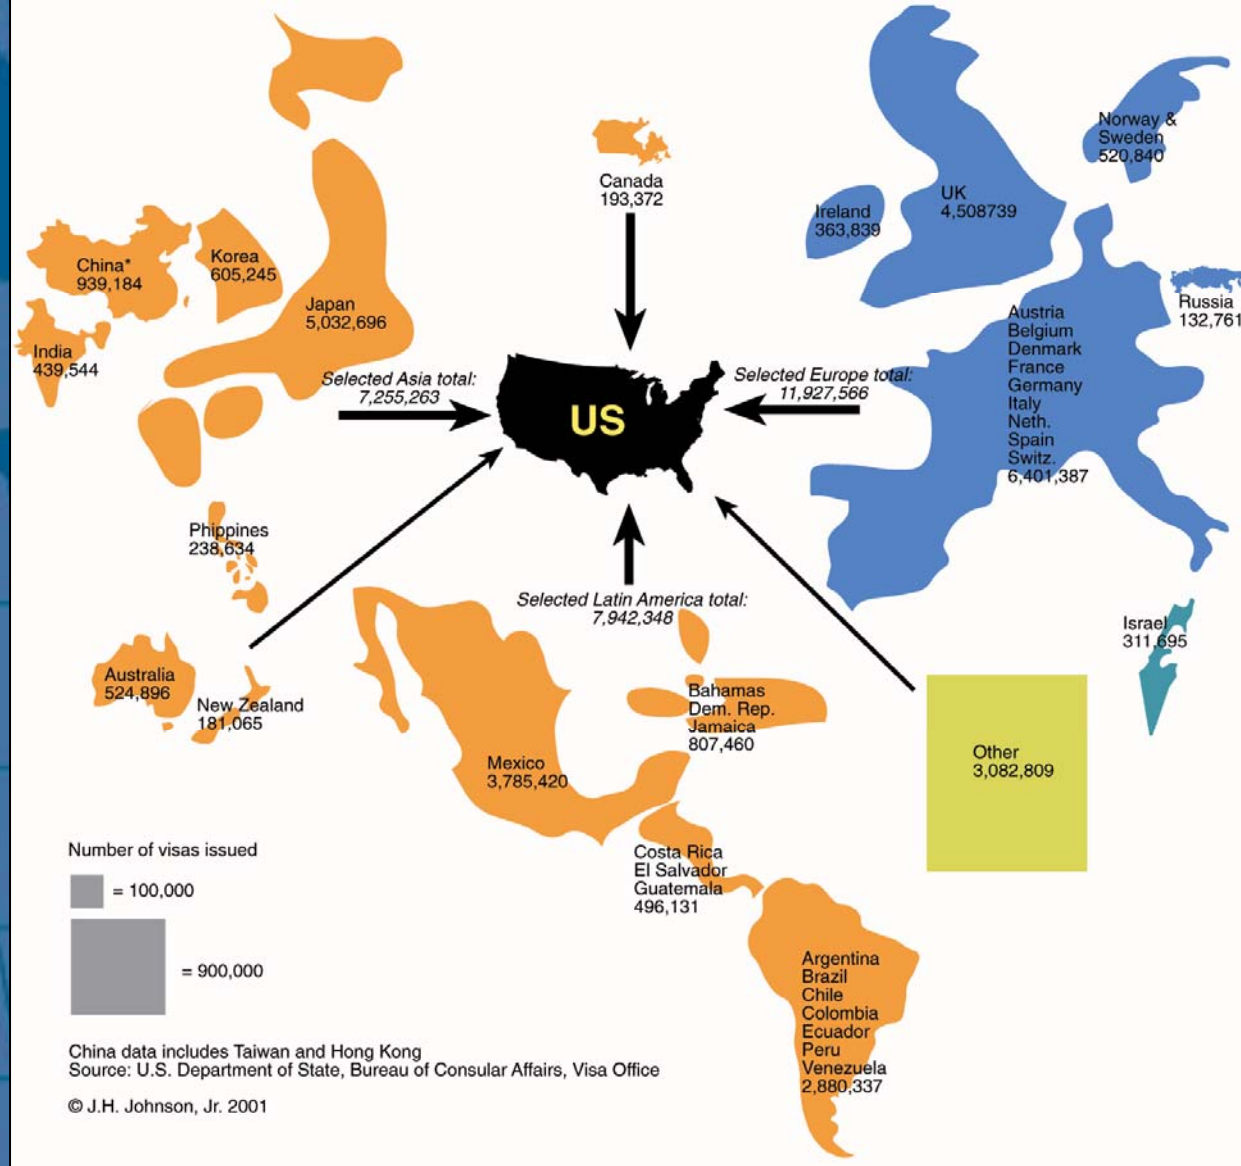 Canada
193,372
Norway &
Sweden
520,840
UK
4,508739
Ireland
363,839
China*
939,184
Korea
605,245
Japan
5,032,696
India
439,544
Russia
132,761
Austria
Belgium
Denmark
France
Germany
Italy
Neth.
Spain
Switz.
6,401,387
Selected Asia total:
7,255,263
US
Selected Europe total:
11,927,566
Phippines
238,634
Selected Latin America total:
7,942,348
Israel
311,695
Australia
524,896
New Zealand
181,065
Bahamas
Dem. Rep.
Jamaica
807,460
Mexico
3,785,420
Other
3,082,809
Costa Rica
El Salvador
Guatemala
496,131
Argentina
Brazil
Chile
Colombia
Ecuador
Peru
Venezuela
2,880,337
Number of visas issued
= 100,000
= 900,000
China data includes Taiwan and Hong Kong
Source: U.S. Department of State, Bureau of Consular Affairs, Visa Office
© J.H. Johnson, Jr. 2001